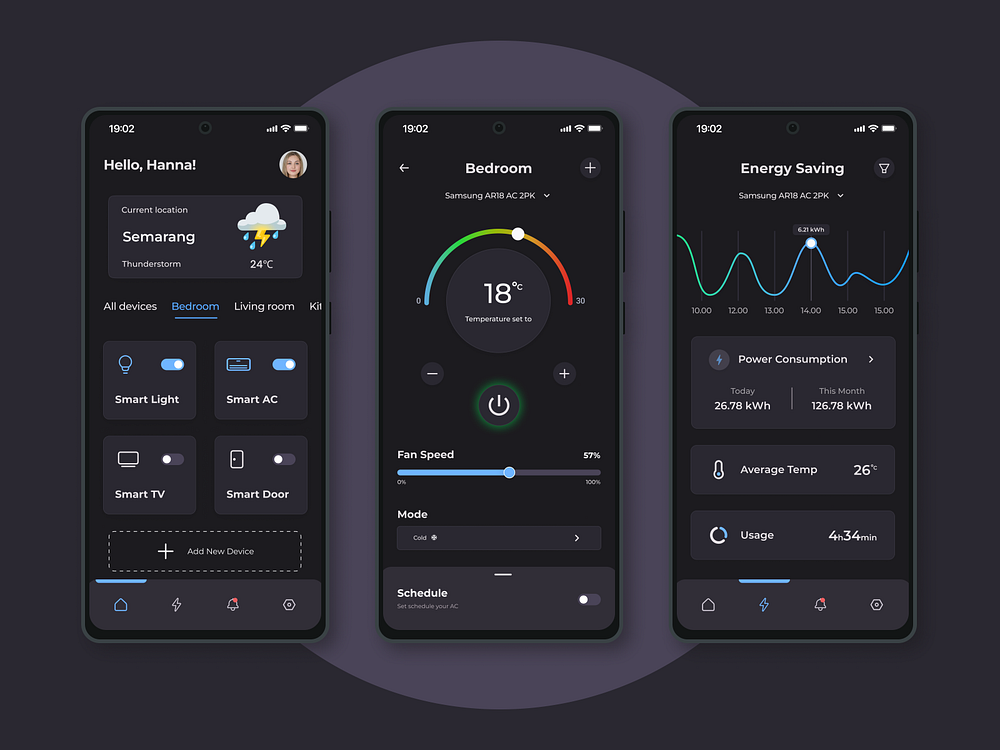 19:02
Hello, Hanna!
Current location
Semarang
Thunderstorm
24°C
All devices Bedroom Living room Kit
Smart Light
Smart AC
Smart TV
Smart Door
Add New Device
19:02
Bedroom
Samsung AR18 AC 2PK
0
18°C
Temperature set to
30
Fan Speed 57%
0% 100%
Mode
Cold
Schedule
Set schedule your AC
19:02
Energy Saving
Samsung AR18 AC 2PK
6.21 kWh
10.00 12.00 13.00 14.00 15.00 15.00
Power Consumption
Today This Month
26.78 kWh 126.78 kWh
Average Temp 26°C
Usage 4h34min